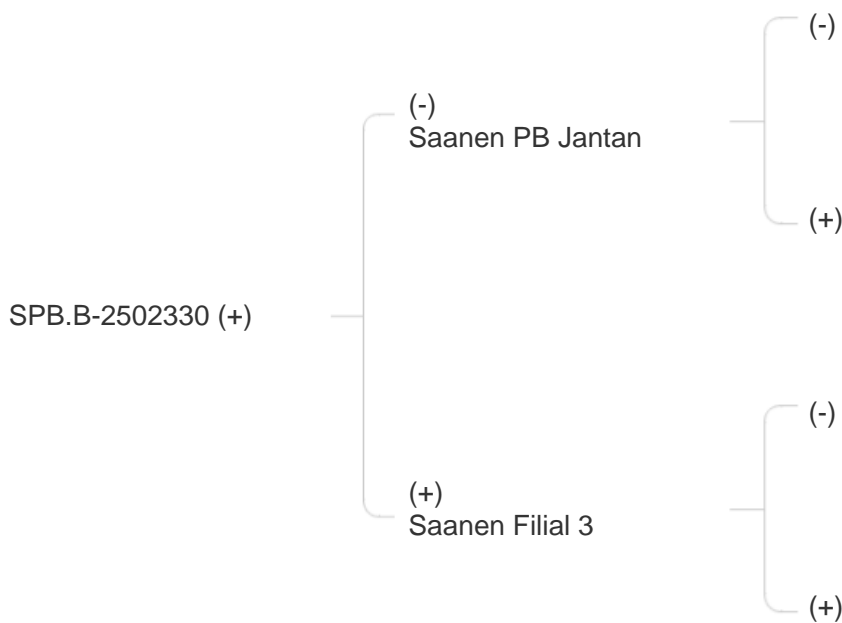 (-)
(-)
Saanen PB Jantan
(+)
SPB.B-2502330 (+)
(-)
(+)
Saanen Filial 3
(+)